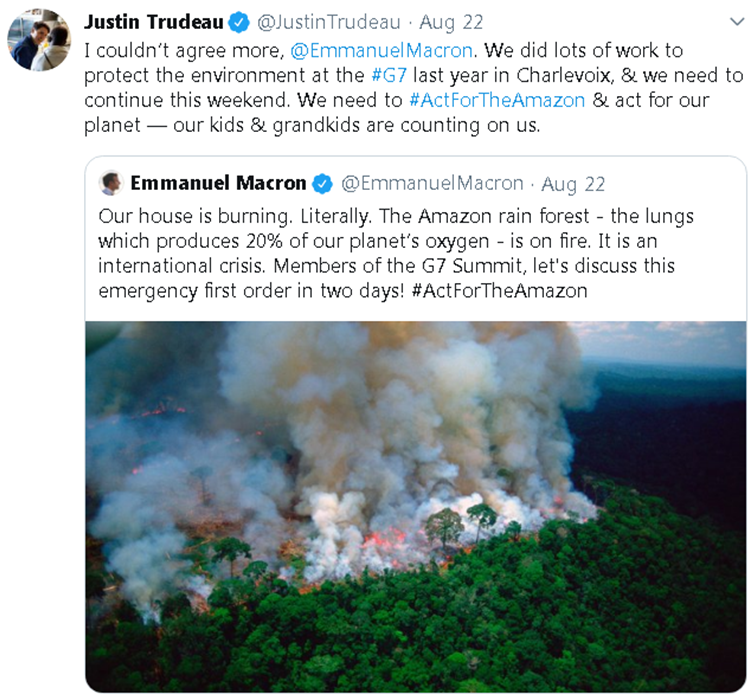 Justin Trudeau @JustinTrudeau · Aug 22
I couldn’t agree more, @EmmanuelMacron. We did lots of work to
protect the environment at the #G7 last year in Charlevoix, & we need to
continue this weekend. We need to #ActForTheAmazon & act for our
planet — our kids & grandkids are counting on us.
Emmanuel Macron @EmmanuelMacron · Aug 22
Our house is burning. Literally. The Amazon rain forest - the lungs
which produces 20% of our planet’s oxygen - is on fire. It is an
international crisis. Members of the G7 Summit, let's discuss this
emergency first order in two days! #ActForTheAmazon